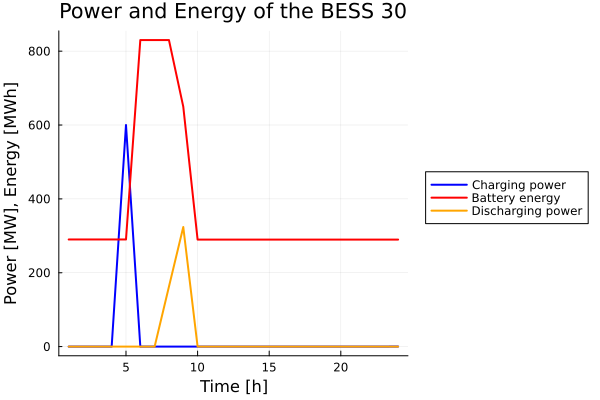 Power and Energy of the BESS 30
Power [MW], Energy [MWh]
800
600
400
200
0
5
10
15
20
Time [h]
Charging power
Battery energy
Discharging power